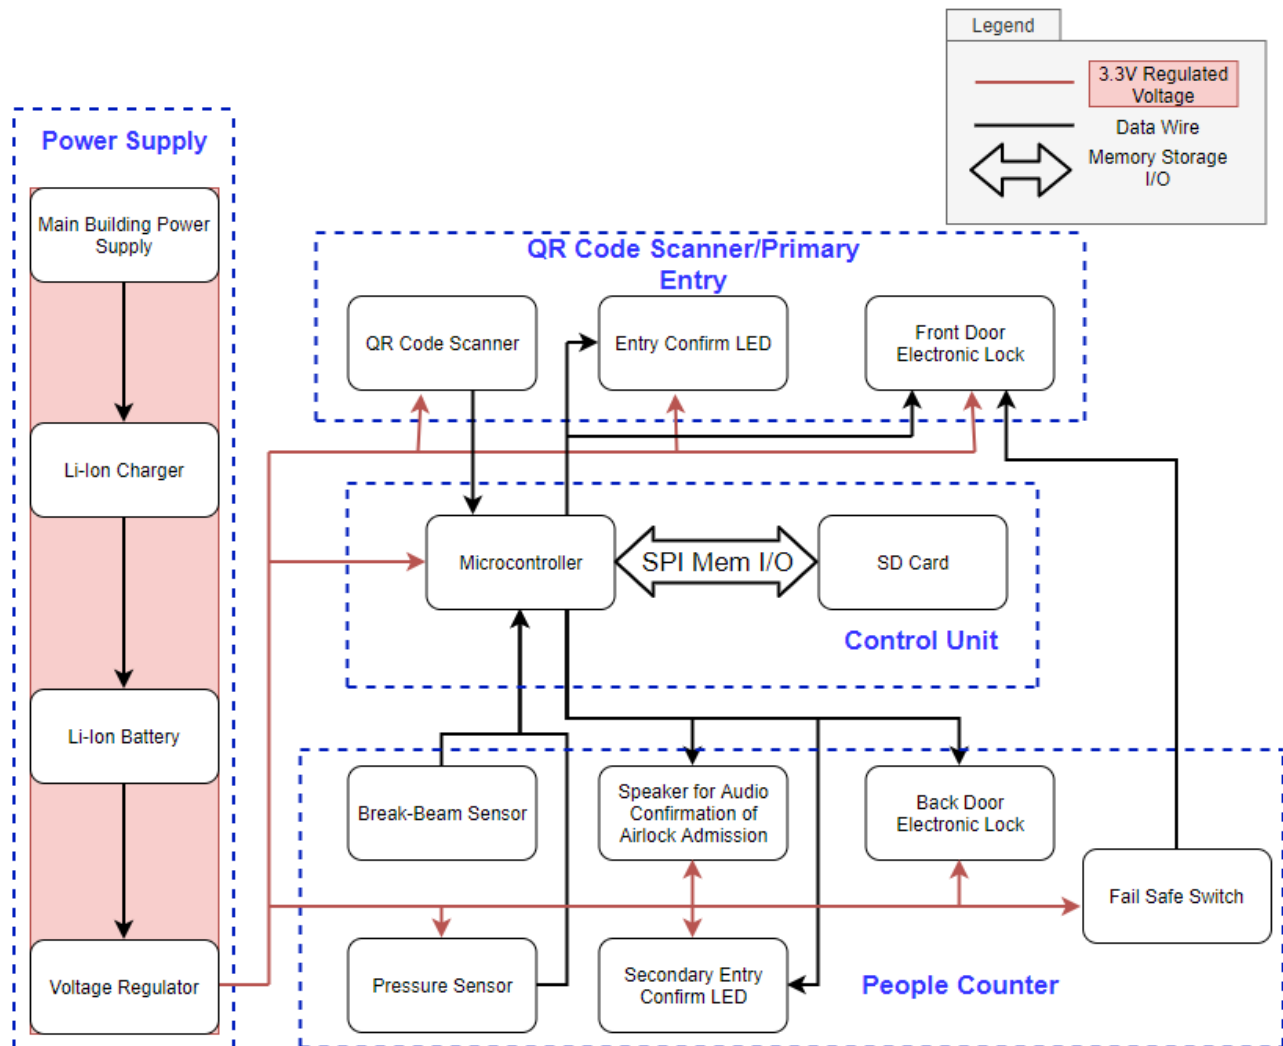 Legend
3.3V Regulated
Voltage
Data Wire
Memory Storage
I/O
Power Supply
Main Building Power
Supply
Li-Ion Charger
Li-Ion Battery
Voltage Regulator
QR Code Scanner/Primary
Entry
QR Code Scanner
Entry Confirm LED
Front Door
Electronic Lock
Microcontroller
SPI Mem I/O
SD Card
Control Unit
Break-Beam Sensor
Speaker for Audio
Confirmation of
Airlock Admission
Back Door
Electronic Lock
Fail Safe Switch
Pressure Sensor
Secondary Entry
Confirm LED
People Counter